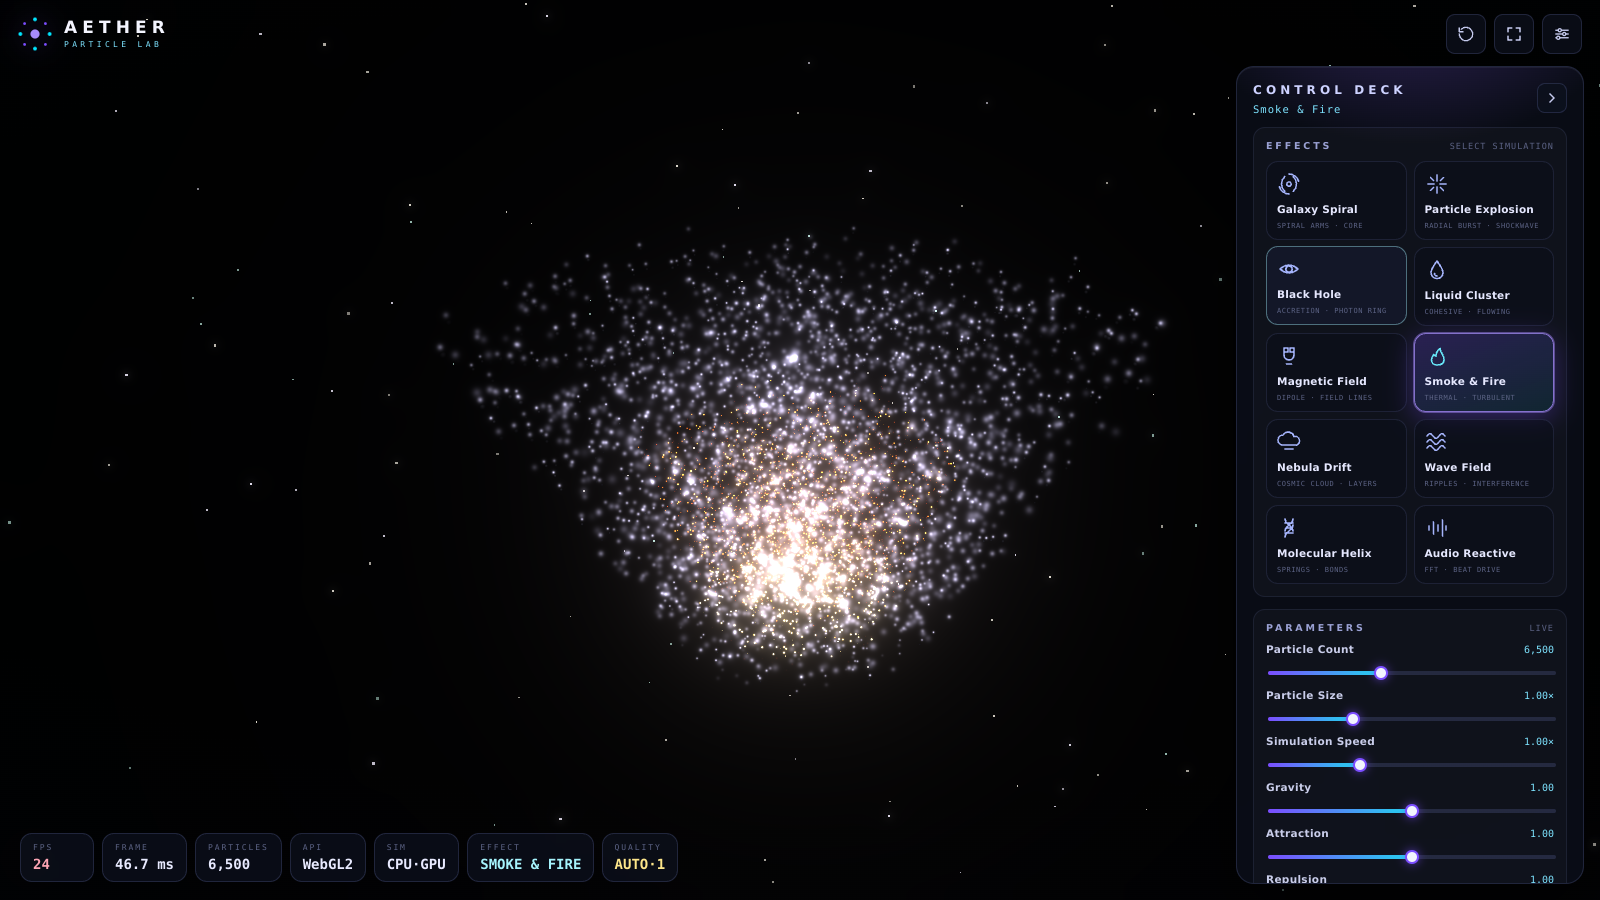 AETHER
PARTICLE LAB
CONTROL DECK
Smoke & Fire
EFFECTS
SELECT SIMULATION
Galaxy Spiral
SPIRAL ARMS · CORE
Particle Explosion
RADIAL BURST · SHOCKWAVE
Black Hole
ACCRETION · PHOTON RING
Liquid Cluster
COHESIVE · FLOWING
Magnetic Field
DIPOLE · FIELD LINES
Smoke & Fire
THERMAL · TURBULENT
Nebula Drift
COSMIC CLOUD · LAYERS
Wave Field
RIPPLES · INTERFERENCE
Molecular Helix
SPRINGS · BONDS
Audio Reactive
FFT · BEAT DRIVE
PARAMETERS
LIVE
Particle Count
6,500
Particle Size
1.00×
Simulation Speed
1.00×
Gravity
1.00
Attraction
1.00
Repulsion
1.00
FPS
24
FRAME
46.7 ms
PARTICLES
6,500
API
WebGL2
SIM
CPU·GPU
EFFECT
SMOKE & FIRE
QUALITY
AUTO·1